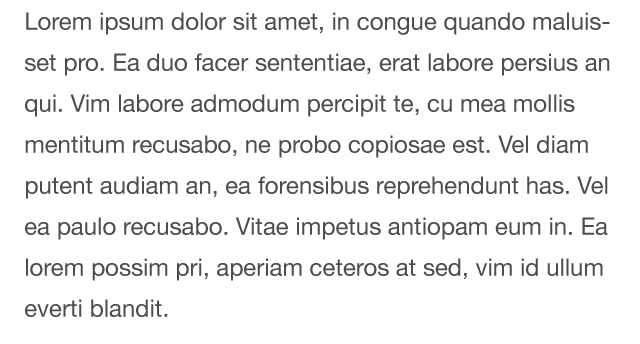 Lorem ipsum dolor sit amet, in congue quando maluis-
set pro. Ea duo facer sententiae, erat labore persius an
qui. Vim labore admodum percipit te, cu mea mollis
mentitum recusabo, ne probo copiosae est. Vel diam
putent audiam an, ea forensibus reprehendunt has. Vel
ea paulo recusabo. Vitae impetus antiopam eum in. Ea
lorem possim pri, aperiam ceteros at sed, vim id ullum
everti blandit.